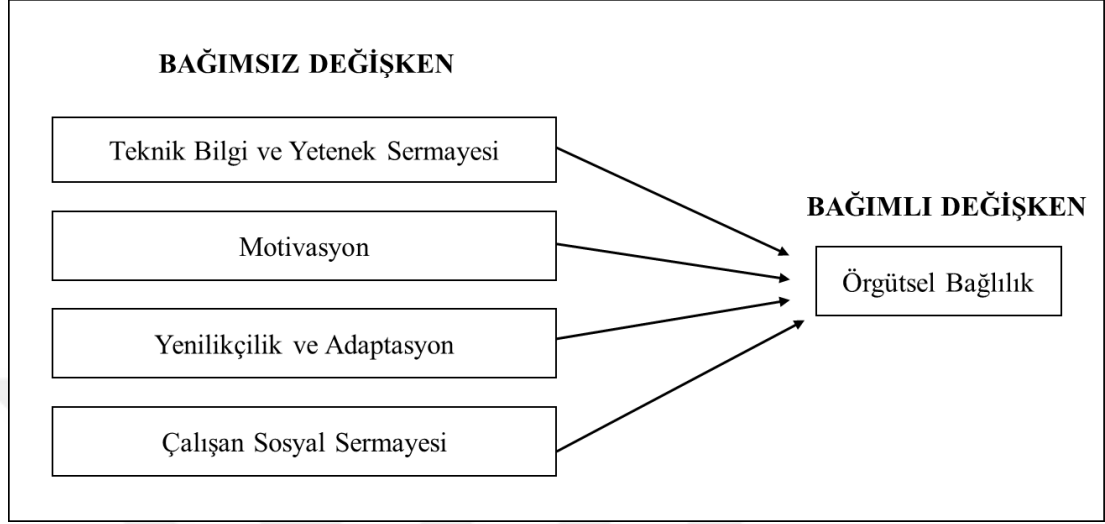 BAĞIMSIZ DEĞİŞKEN
Teknik Bilgi ve Yetenek Sermayesi
Motivasyon
Yenilikçilik ve Adaptasyon
Çalışan Sosyal Sermayesi
BAĞIMLI DEĞİŞKEN
Örgütsel Bağlılık